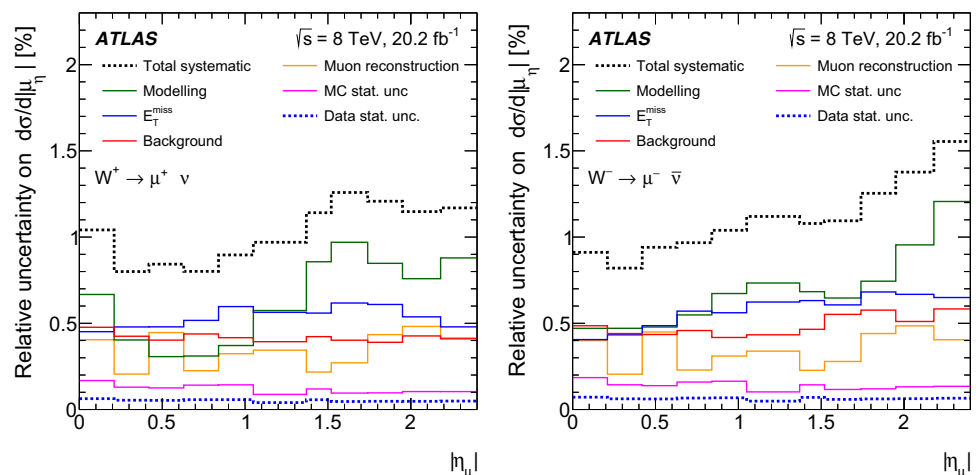 Relative uncertainty on dσ/d|η_μ| [%]
ATLAS
√s = 8 TeV, 20.2 fb⁻¹
Total systematic
Modelling
E_T^miss
Background
Muon reconstruction
MC stat. unc
Data stat. unc.
W⁺ → μ⁺ ν
2
1.5
1
0.5
0
0 0.5 1 1.5 2
|η_μ|
Relative uncertainty on dσ/d|η_μ| [%]
ATLAS
√s = 8 TeV, 20.2 fb⁻¹
Total systematic
Modelling
E_T^miss
Background
Muon reconstruction
MC stat. unc
Data stat. unc.
W⁻ → μ⁻ ν̄
2
1.5
1
0.5
0
0 0.5 1 1.5 2
|η_μ|